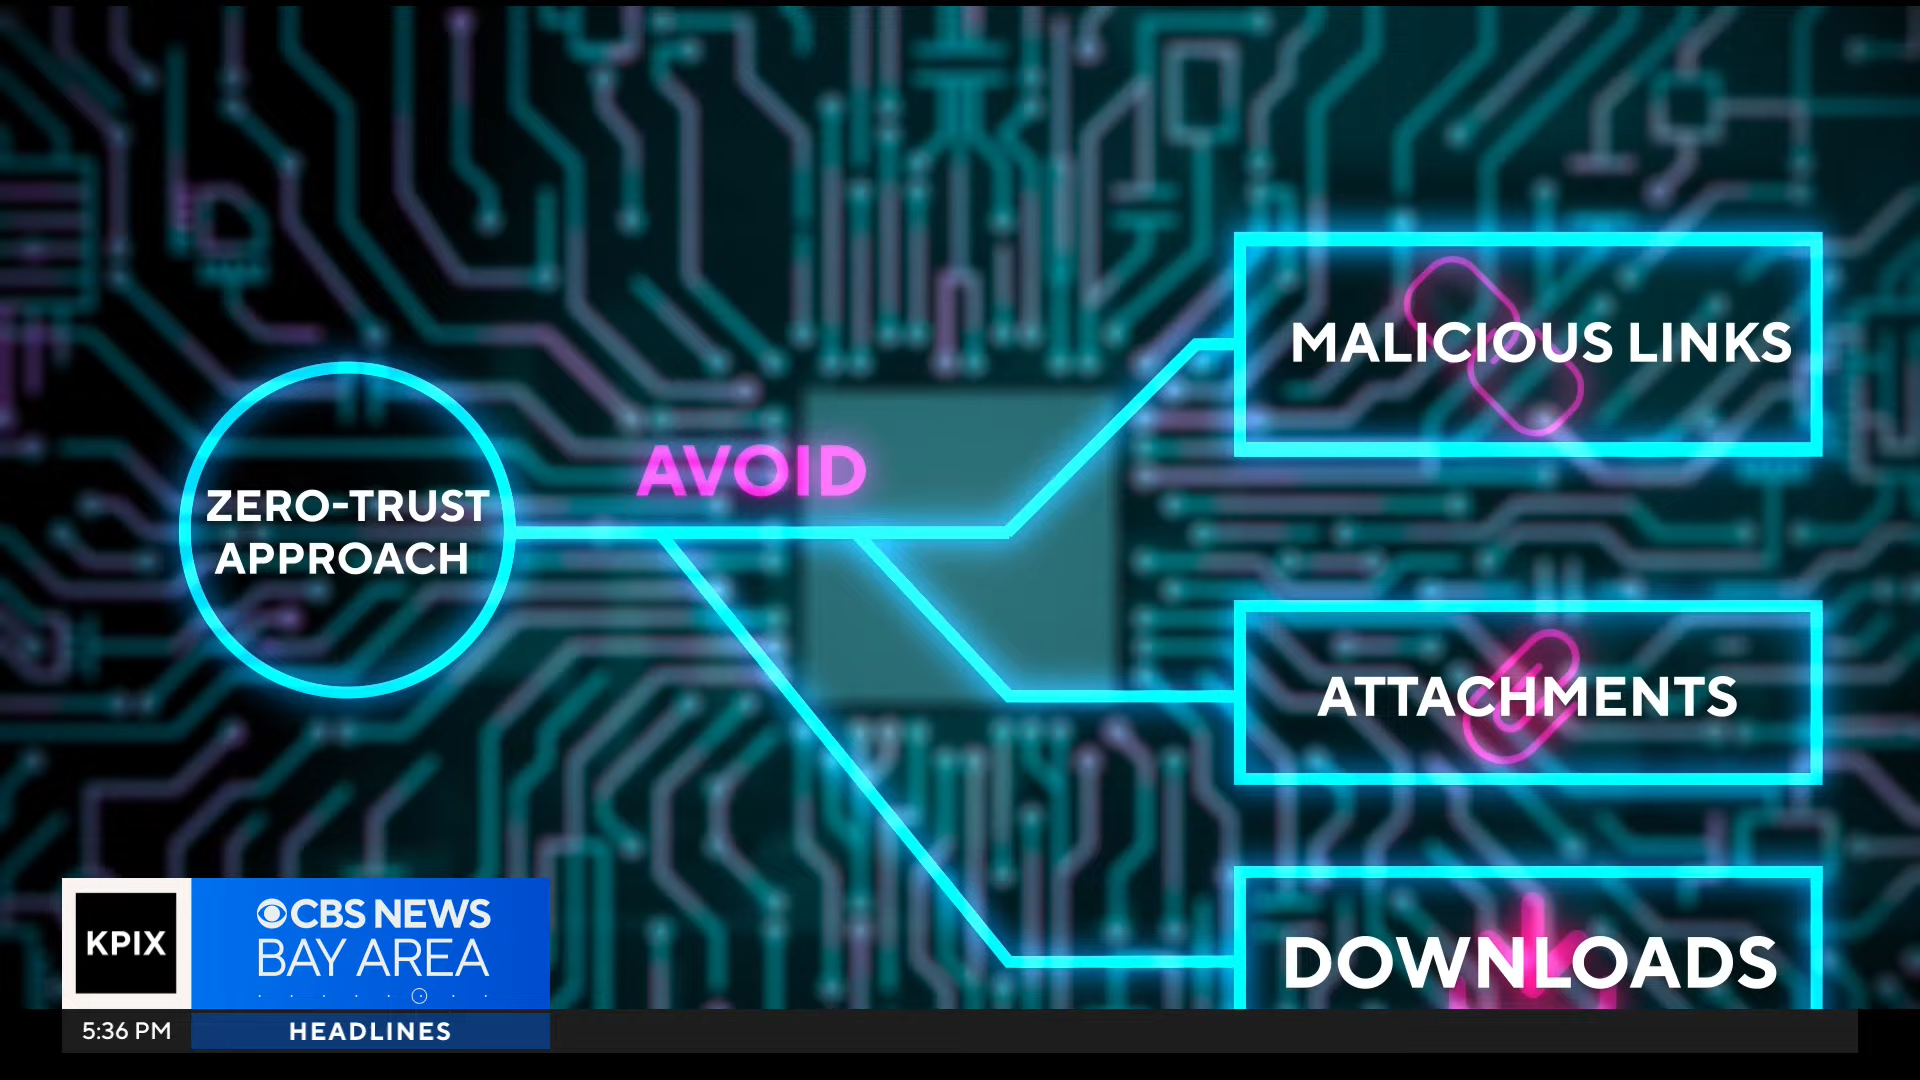 ZERO-TRUST
APPROACH
AVOID
MALICIOUS LINKS
ATTACHMENTS
DOWNLOADS
KPIX
CBS NEWS
BAY AREA
5:36 PM
HEADLINES